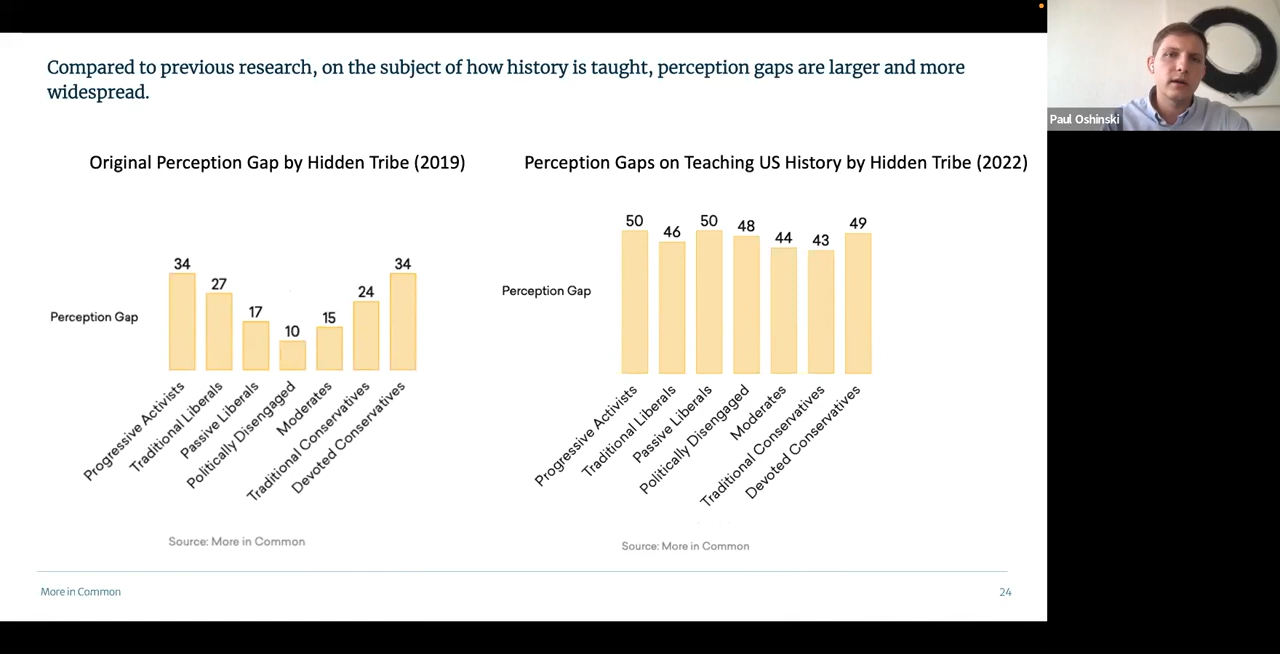 Compared to previous research, on the subject of how history is taught, perception gaps are larger and more
widespread.
Paul Oshinski
Original Perception Gap by Hidden Tribe (2019)
34
27
17
10
15
24
34
Perception Gap
Progressive Activists
Traditional Liberals
Passive Liberals
Politically Disengaged
Moderates
Traditional Conservatives
Devoted Conservatives
Source: More in Common
Perception Gaps on Teaching US History by Hidden Tribe (2022)
50
46
50
48
44
43
49
Perception Gap
Progressive Activists
Traditional Liberals
Passive Liberals
Politically Disengaged
Moderates
Traditional Conservatives
Devoted Conservatives
Source: More in Common
More in Common
24